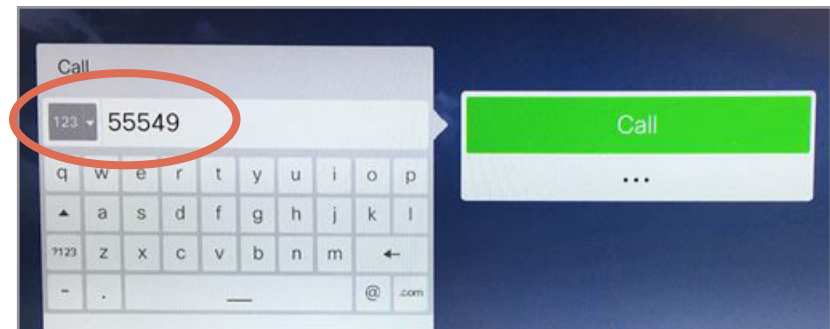 Call
123 55549
q w e r t y u i o p
a s d f g h j k l
?123 z x c v b n m
- . _ @ .com
Call
...